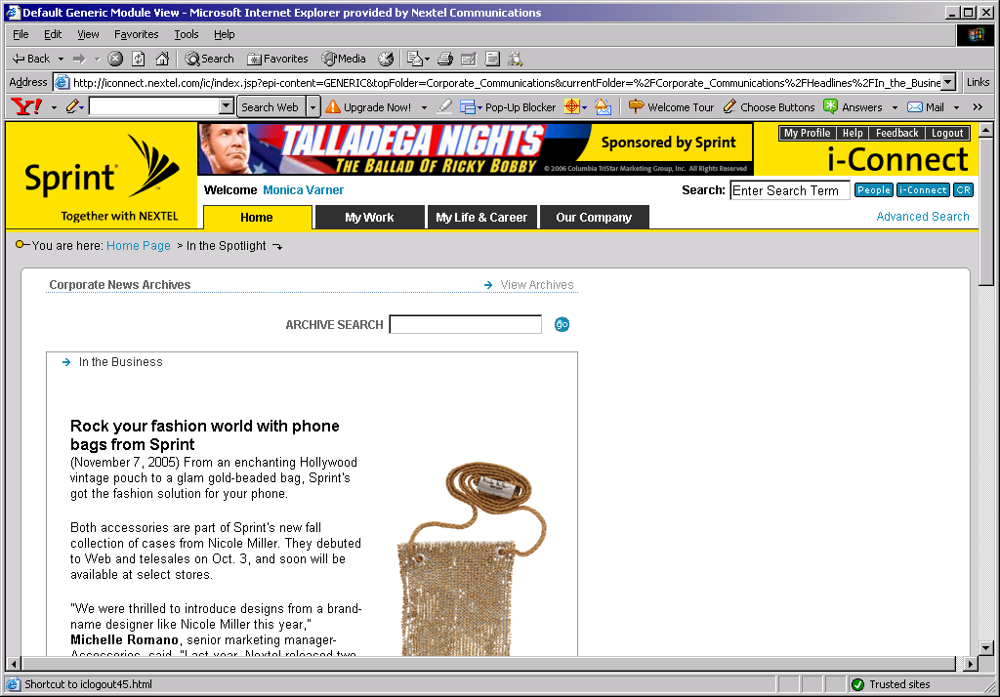 Default Generic Module View - Microsoft Internet Explorer provided by Nextel Communications
File Edit View Favorites Tools Help
Back Search Favorites Media
Address http://iconnect.nextel.com/ic/index.jsp?epi-content=GENERIC&topFolder=Corporate_Communications&currentFolder=%2FCorporate_Communications%2FHeadlines%2FIn_the_Busine Links
Y! Search Web Upgrade Now! Pop-Up Blocker Welcome Tour Choose Buttons Answers Mail »
Sprint
Together with NEXTEL
TALLADEGA NIGHTS
THE BALLAD OF RICKY BOBBY
Sponsored by Sprint
© 2006 Columbia TriStar Marketing Group, Inc. All Rights Reserved
My Profile Help Feedback Logout
i-Connect
Welcome Monica Varner
Search: Enter Search Term People i-Connect CR
Home My Work My Life & Career Our Company
Advanced Search
You are here: Home Page > In the Spotlight
Corporate News Archives View Archives
ARCHIVE SEARCH go
In the Business
Rock your fashion world with phone
bags from Sprint
(November 7, 2005) From an enchanting Hollywood
vintage pouch to a glam gold-beaded bag, Sprint's
got the fashion solution for your phone.
Both accessories are part of Sprint's new fall
collection of cases from Nicole Miller. They debuted
to Web and telesales on Oct. 3, and soon will be
available at select stores.
"We were thrilled to introduce designs from a brand-
name designer like Nicole Miller this year,"
Michelle Romano, senior marketing manager-
Accessories, said. "Last year, Nextel released two
Shortcut to iclogout45.html
Trusted sites